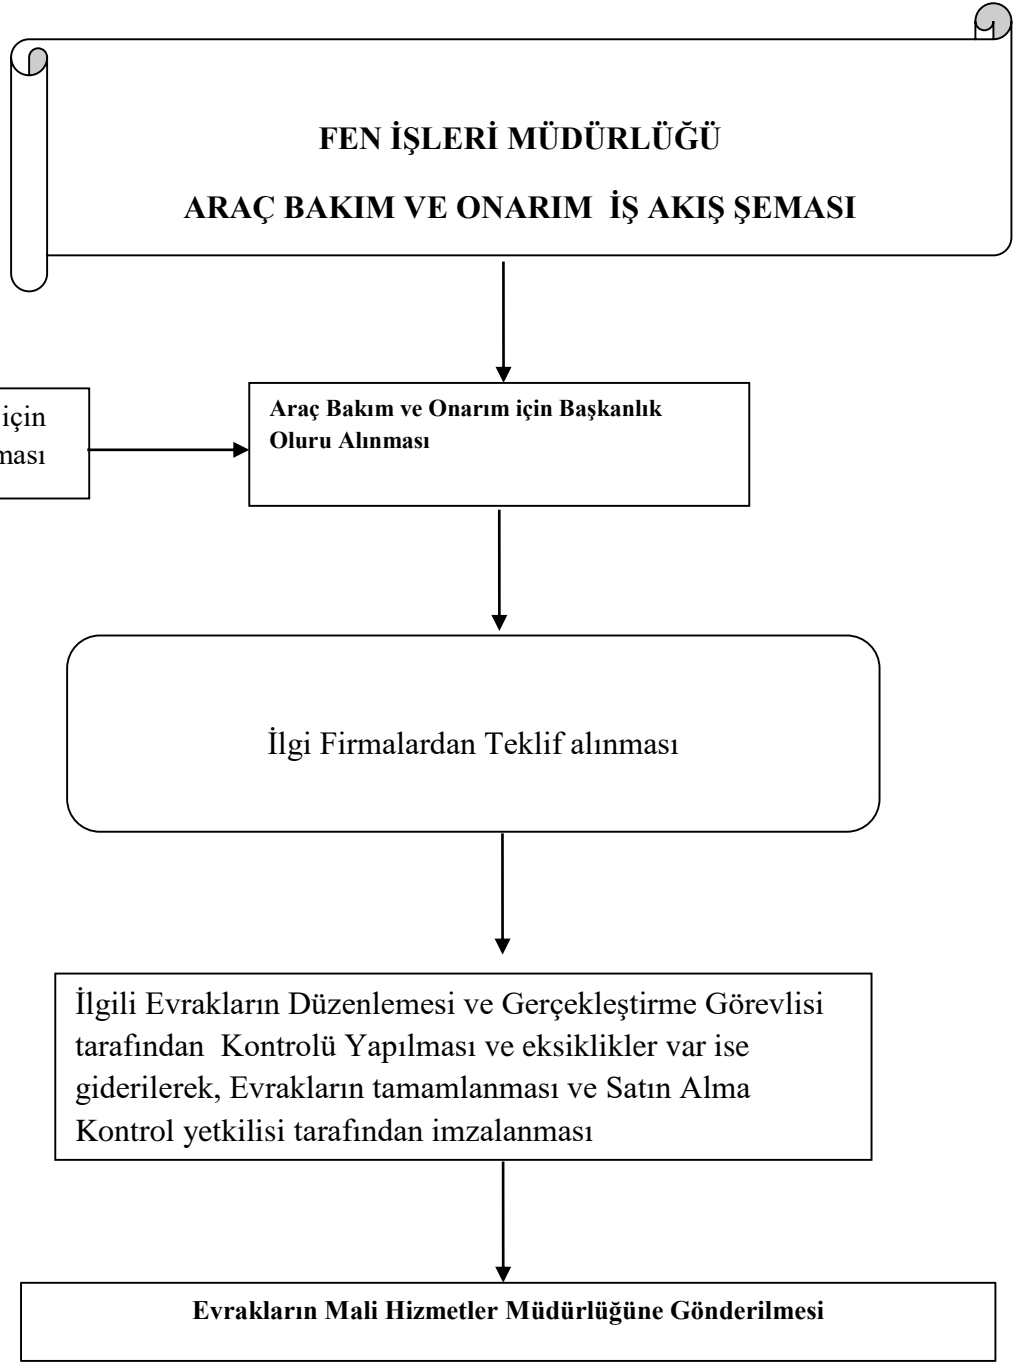 FEN İŞLERİ MÜDÜRLÜĞÜ
ARAÇ BAKIM VE ONARIM İŞ AKIŞ ŞEMASI
için
Araç Bakım ve Onarım için Başkanlık
Oluru Alınması
İlgi Firmalardan Teklif alınması
İlgili Evrakların Düzenlemesi ve Gerçekleştirme Görevlisi
tarafından Kontrolü Yapılması ve eksiklikler var ise
giderilerek, Evrakların tamamlanması ve Satın Alma
Kontrol yetkilisi tarafından imzalanması
Evrakların Mali Hizmetler Müdürlüğüne Gönderilmesi